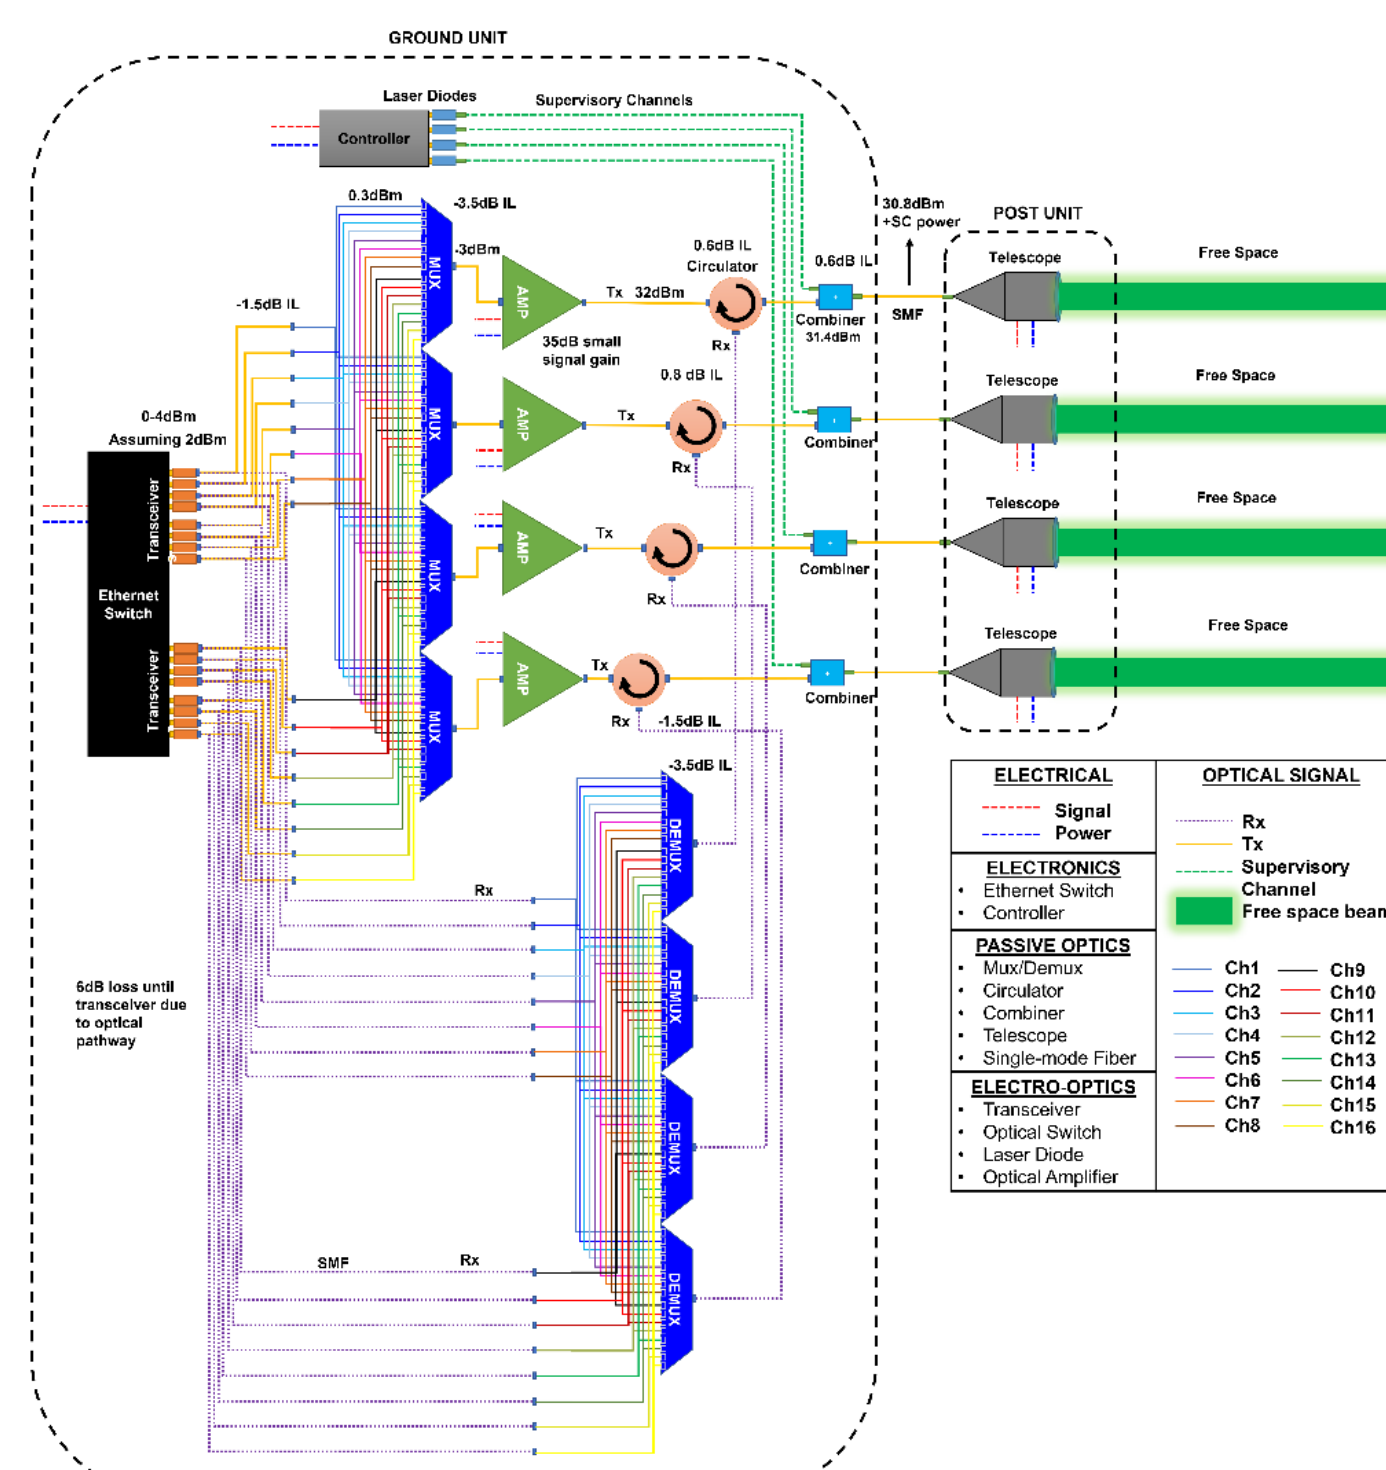 GROUND UNIT
Laser Diodes
Supervisory Channels
Controller
0.3dBm
-3.5dB IL
30.8dBm
+SC power
POST UNIT
-3dBm
0.6dB IL
Circulator
0.6dB IL
Telescope
Free Space
MUX
AMP
Tx
32dBm
-1.5dB IL
Combiner
31.4dBm
SMF
35dB small
signal gain
Rx
0.8 dB IL
Telescope
Free Space
0-4dBm
Assuming 2dBm
MUX
AMP
Tx
Combiner
Rx
Transceiver
Telescope
Free Space
MUX
AMP
Tx
Combiner
Rx
Ethernet
Switch
Telescope
Free Space
Transceiver
MUX
AMP
Tx
Combiner
Rx
-1.5dB IL
-3.5dB IL
DEMUX
Rx
DEMUX
6dB loss until
transceiver due
to optical
pathway
DEMUX
SMF
Rx
DEMUX
ELECTRICAL
Signal
Power
ELECTRONICS
• Ethernet Switch
• Controller
PASSIVE OPTICS
• Mux/Demux
• Circulator
• Combiner
• Telescope
• Single-mode Fiber
ELECTRO-OPTICS
• Transceiver
• Optical Switch
• Laser Diode
• Optical Amplifier
OPTICAL SIGNAL
Rx
Tx
Supervisory
Channel
Free space beam
Ch1
Ch2
Ch3
Ch4
Ch5
Ch6
Ch7
Ch8
Ch9
Ch10
Ch11
Ch12
Ch13
Ch14
Ch15
Ch16